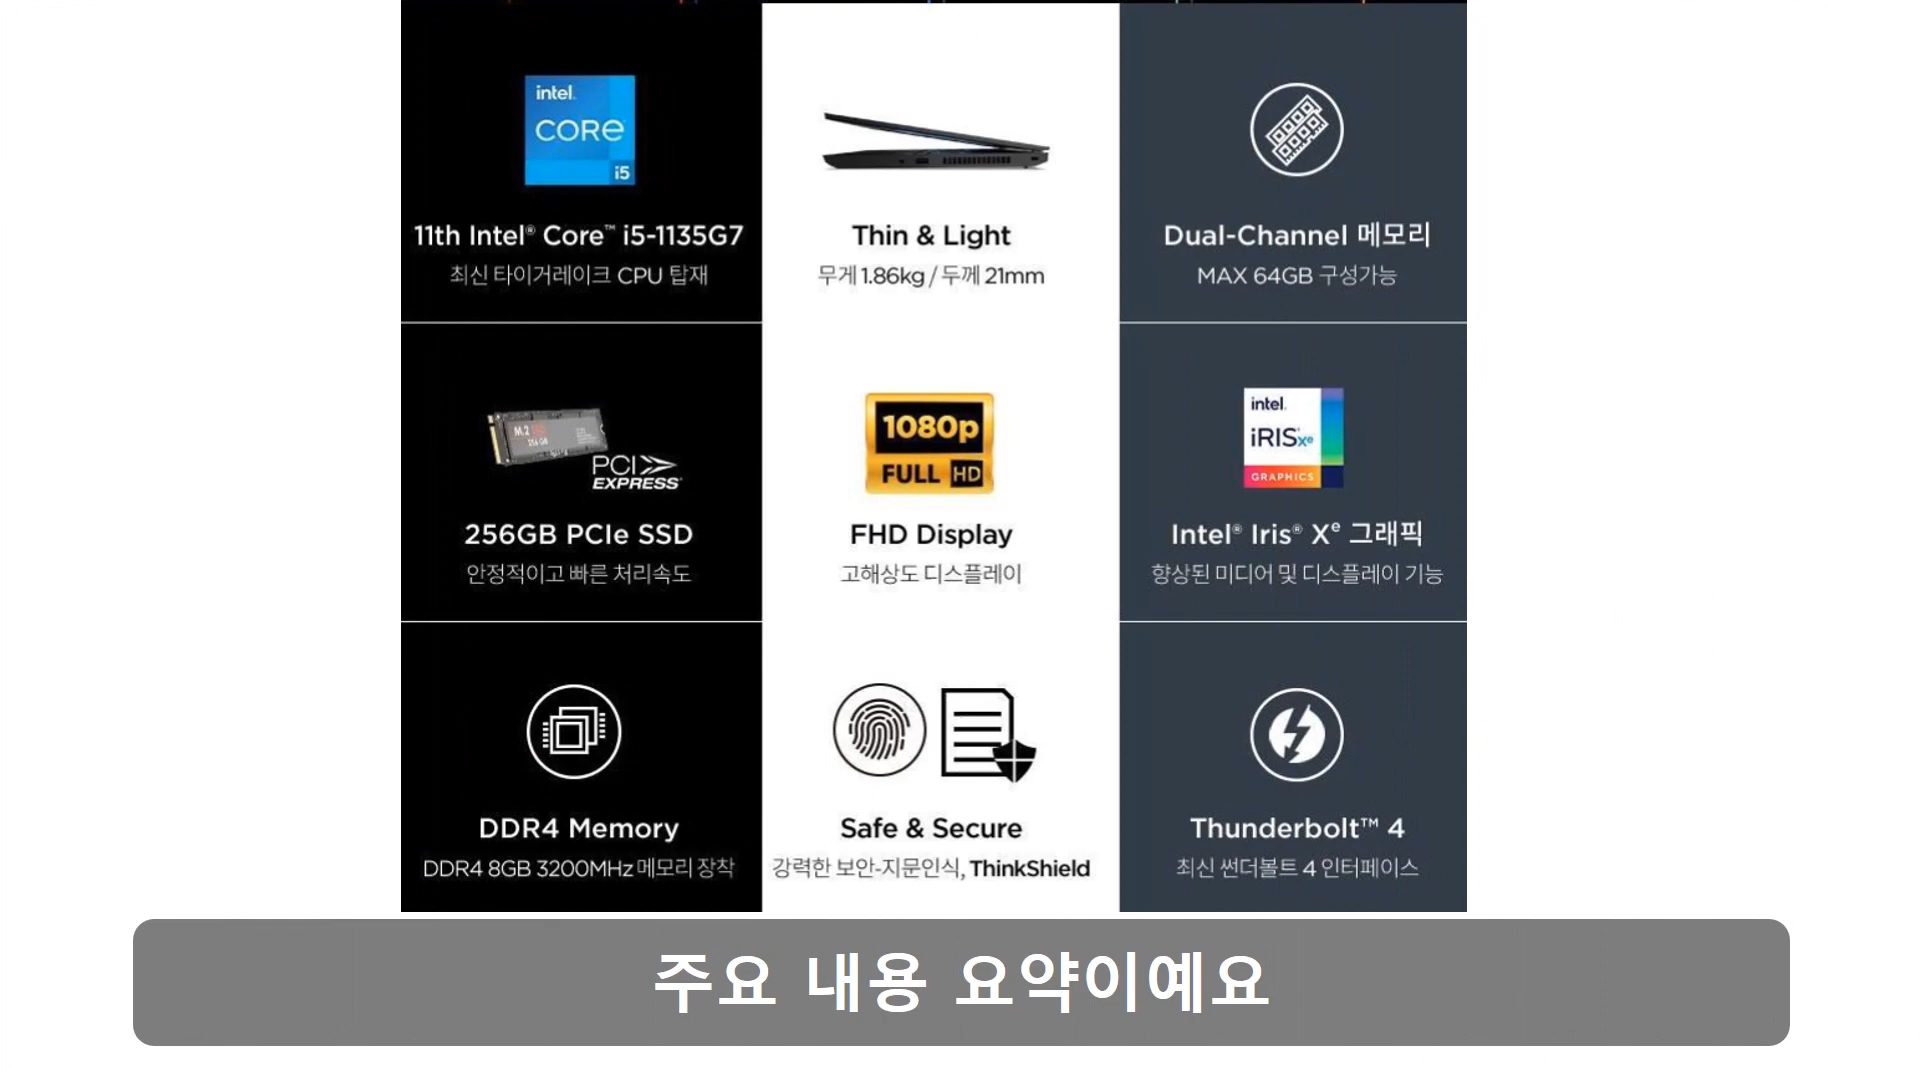 intel.
CORE
i5
11th Intel® Core™ i5-1135G7
최신 타이거레이크 CPU 탑재
Thin & Light
무게 1.86kg / 두께 21mm
Dual-Channel 메모리
MAX 64GB 구성가능
M.2 SSD
256 GB
PCI
EXPRESS®
256GB PCIe SSD
안정적이고 빠른 처리속도
1080p
FULL HD
FHD Display
고해상도 디스플레이
intel.
iRISxe
GRAPHICS
Intel® Iris® Xᵉ 그래픽
향상된 미디어 및 디스플레이 기능
DDR4 Memory
DDR4 8GB 3200MHz 메모리 장착
Safe & Secure
강력한 보안-지문인식, ThinkShield
Thunderbolt™ 4
최신 썬더볼트 4 인터페이스
주요 내용 요약이예요